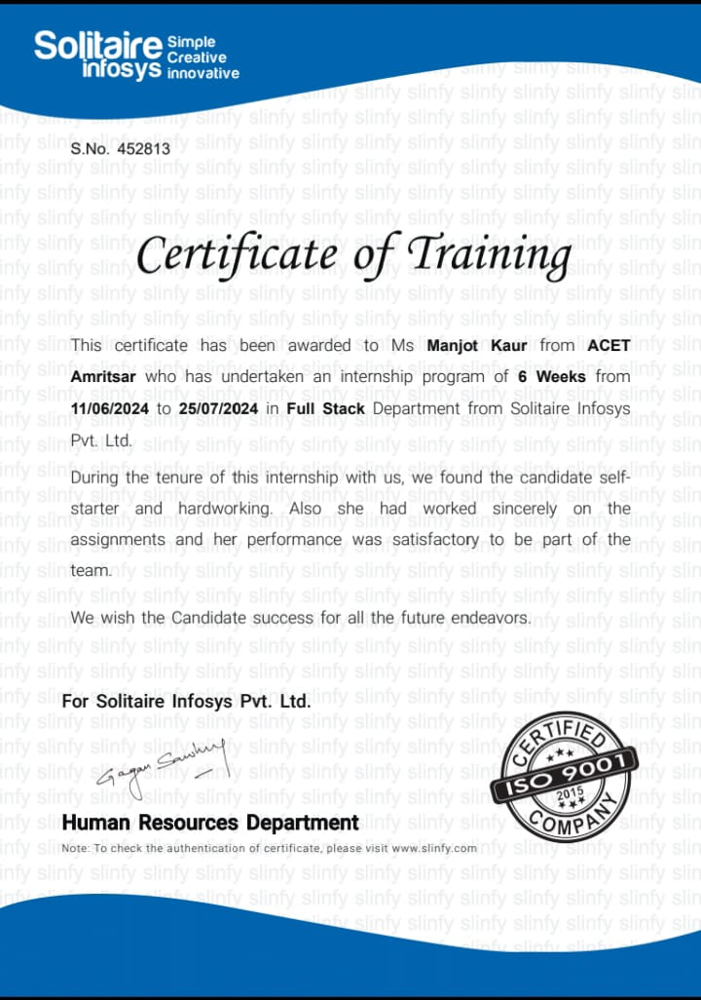 Solitaire Simple
Creative
infosys innovative
S.No. 452813
Certificate of Training
This certificate has been awarded to Ms Manjot Kaur from ACET
Amritsar who has undertaken an internship program of 6 Weeks from
11/06/2024 to 25/07/2024 in Full Stack Department from Solitaire Infosys
Pvt. Ltd.
During the tenure of this internship with us, we found the candidate self-
starter and hardworking. Also she had worked sincerely on the
assignments and her performance was satisfactory to be part of the
team.
We wish the Candidate success for all the future endeavors.
For Solitaire Infosys Pvt. Ltd.
Human Resources Department
Note: To check the authentication of certificate, please visit www.slinfy.com
CERTIFIED
ISO 9001
2015
COMPANY